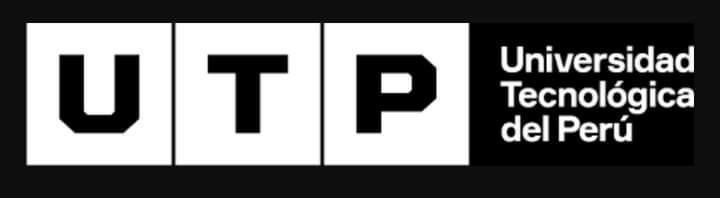 UTP
Universidad
Tecnológica
del Perú